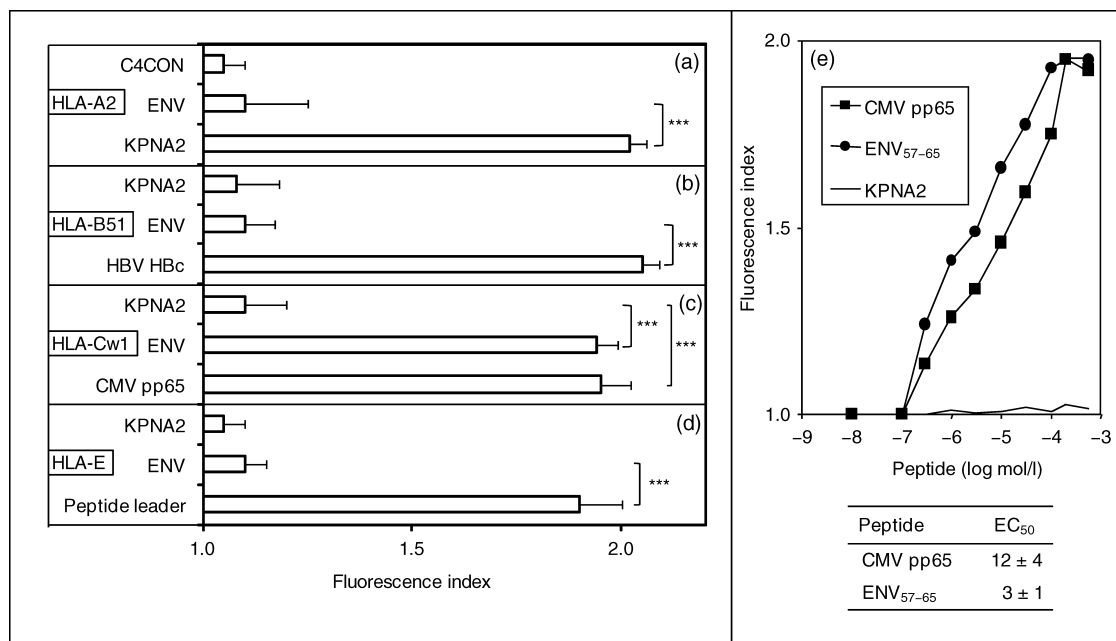 (a)
C4CON
HLA-A2 ENV
***
KPNA2
(b)
KPNA2
HLA-B51 ENV
***
HBV HBc
(c)
KPNA2
HLA-Cw1 ENV
***
***
CMV pp65
(d)
KPNA2
HLA-E ENV
***
Peptide leader
1.0 1.5 2.0
Fluorescence index
(e)
CMV pp65
ENV57–65
KPNA2
2.0
1.5
1.0
Fluorescence index
–9 –8 –7 –6 –5 –4 –3
Peptide (log mol/l)
Peptide EC50
CMV pp65 12 ± 4
ENV57–65 3 ± 1